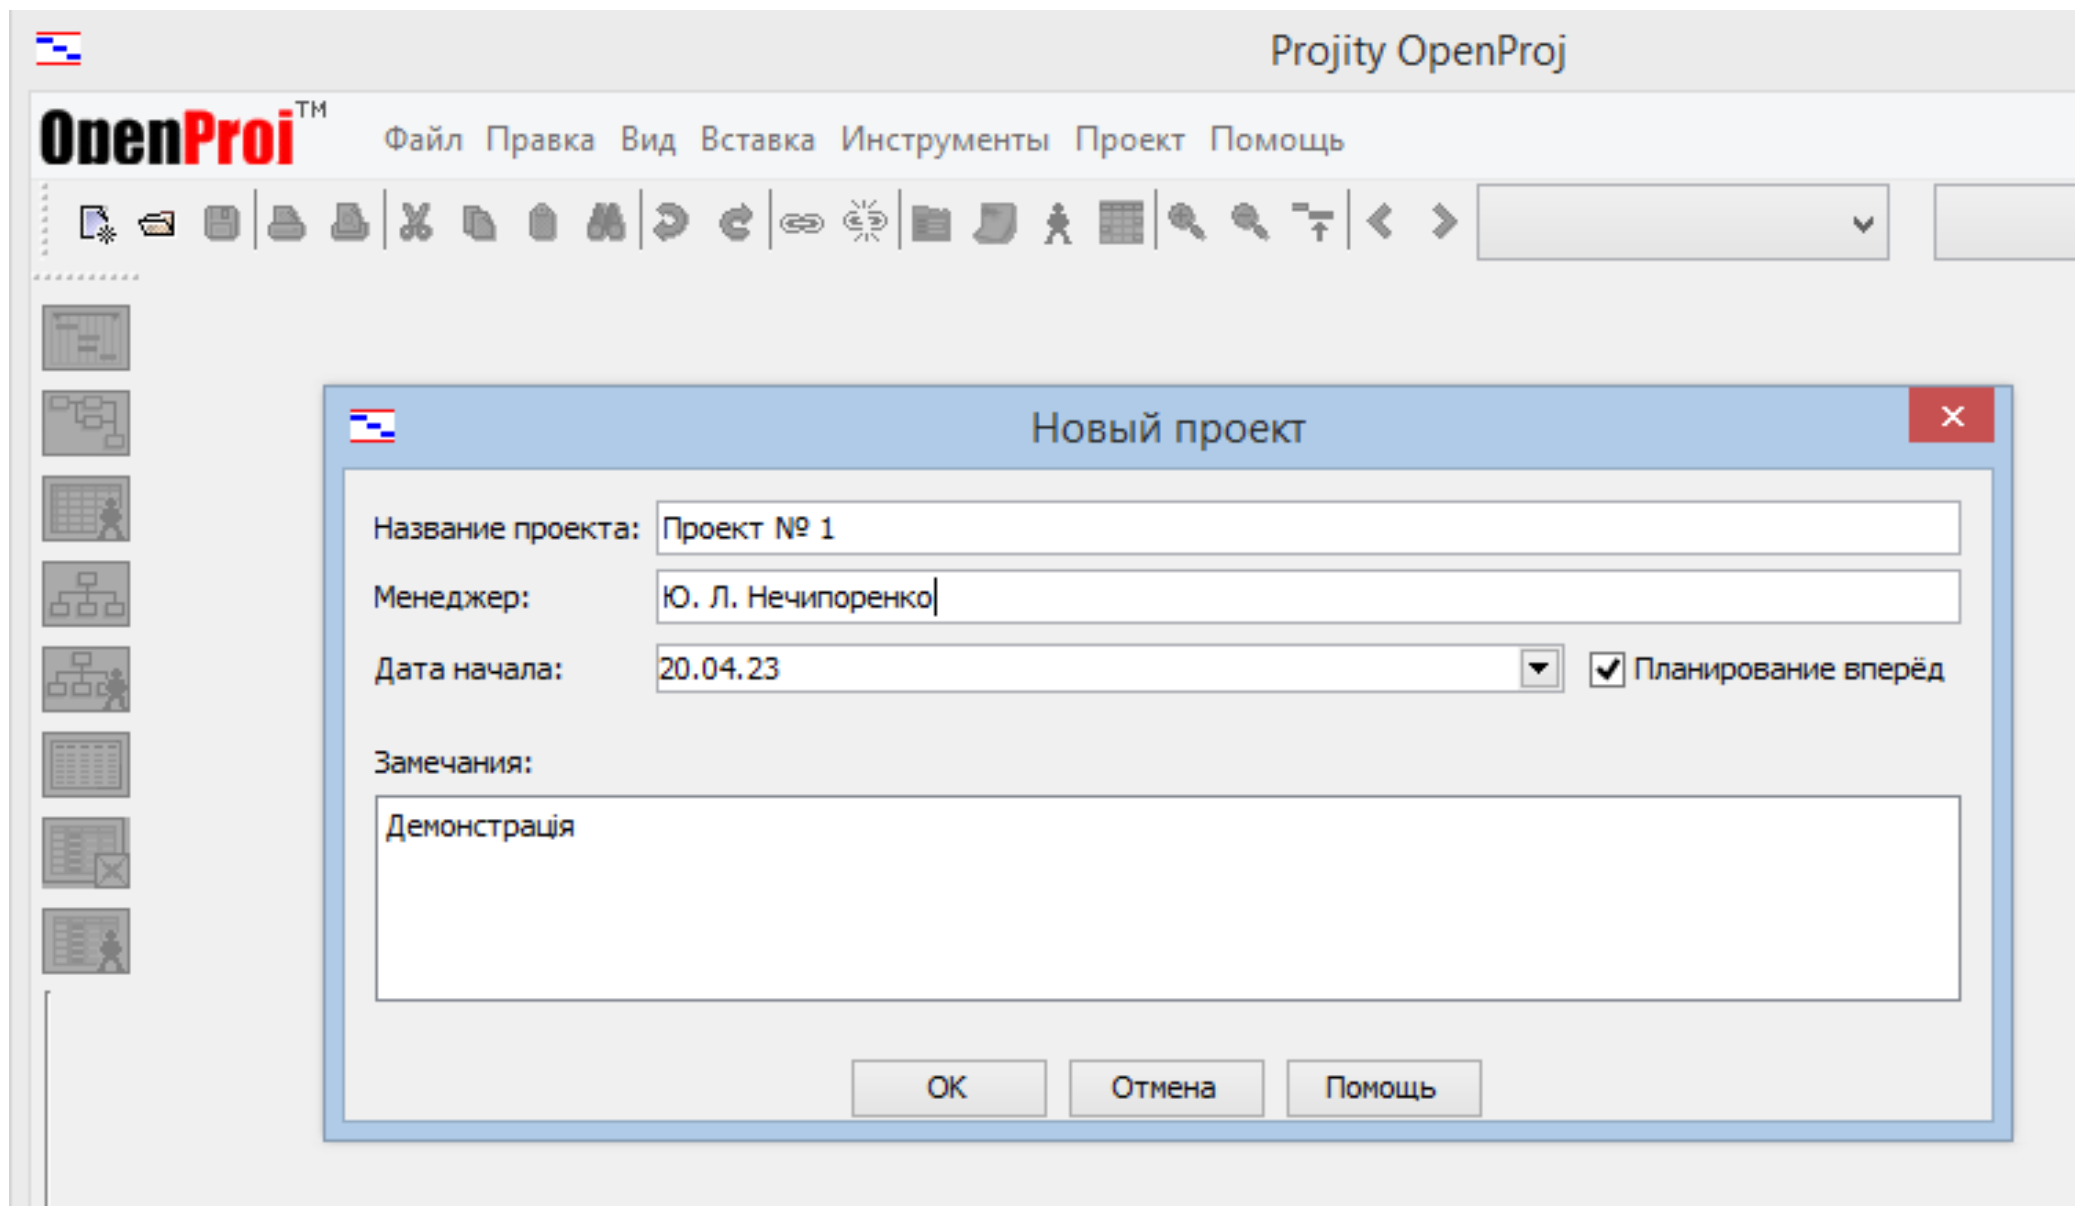 Projity OpenProj
OpenProj™
Файл Правка Вид Вставка Инструменты Проект Помощь
Новый проект
Название проекта: Проект № 1
Менеджер: Ю. Л. Нечипоренко
Дата начала: 20.04.23 Планирование вперёд
Замечания:
Демонстрація
ОК Отмена Помощь